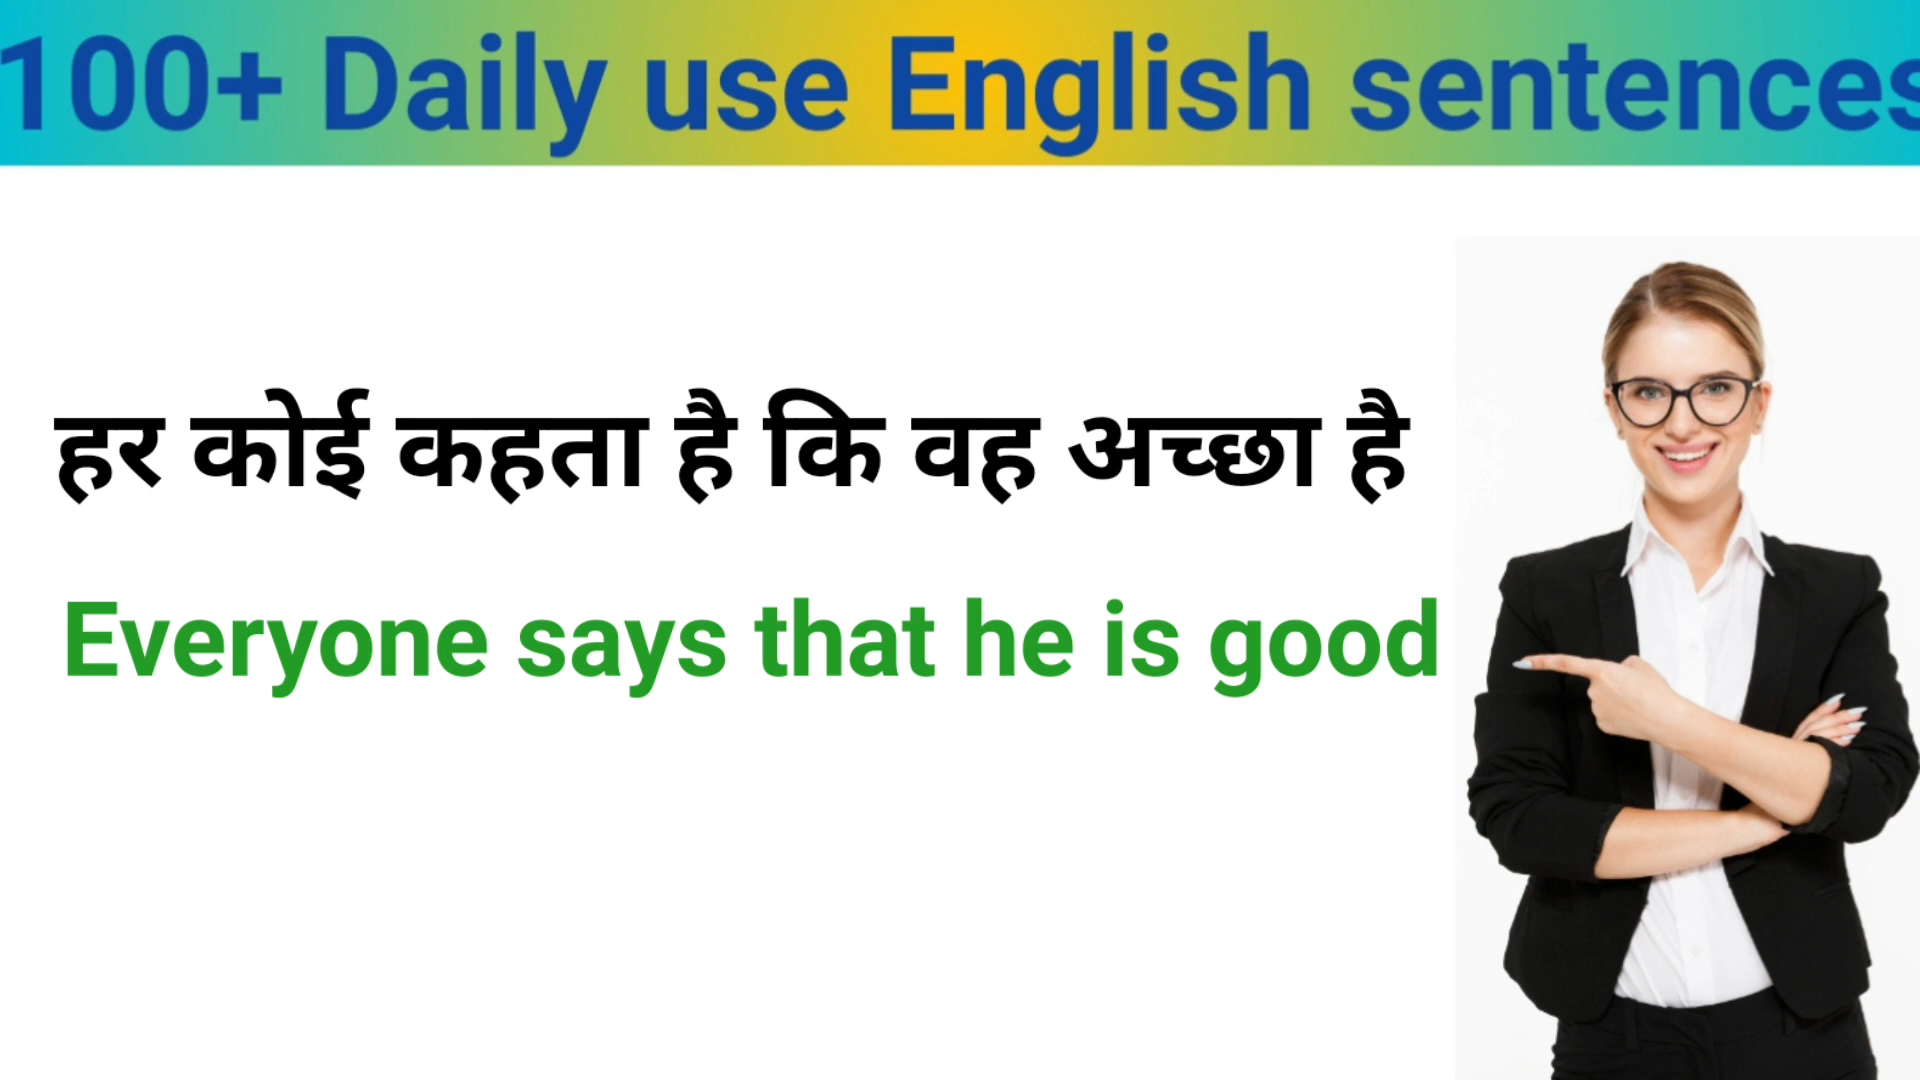 100+ Daily use English sentences
हर कोई कहता है कि वह अच्छा है
Everyone says that he is good